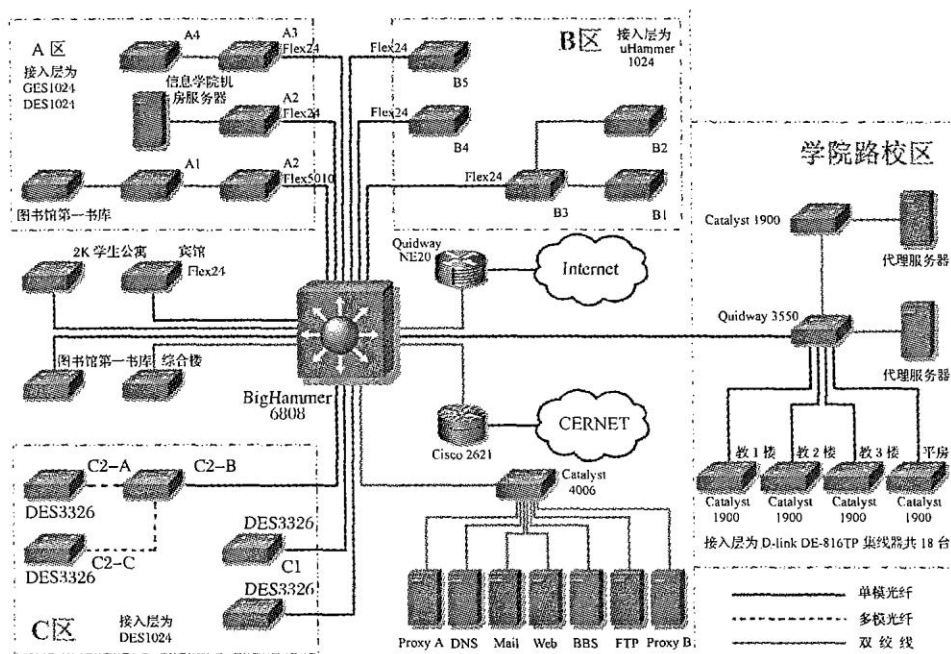 A区
接入层为
GES1024
DES1024
A4
A3
Flex24
信息学院机
房服务器
A2
Flex24
A1
A2
Flex5010
图书馆第一书库
Flex24
B5
Flex24
B4
Flex24
B3
B2
B1
B区
接入层为
uHammer
1024
学院路校区
Catalyst 1900
代理服务器
Quidway 3550
代理服务器
教1楼
教2楼
教3楼
平房
Catalyst
1900
Catalyst
1900
Catalyst
1900
Catalyst
1900
接入层为 D-link DE-816TP 集线器共 18 台
2K 学生公寓
宾馆
Flex24
Quidway
NE20
Internet
图书馆第一书库
综合楼
BigHammer
6808
Cisco 2621
CERNET
Catalyst
4006
C2-A
C2-B
DES3326
C2-C
DES3326
DES3326
C1
DES3326
C区
接入层为
DES1024
Proxy A
DNS
Mail
Web
BBS
FTP
Proxy B
单模光纤
多模光纤
双绞线